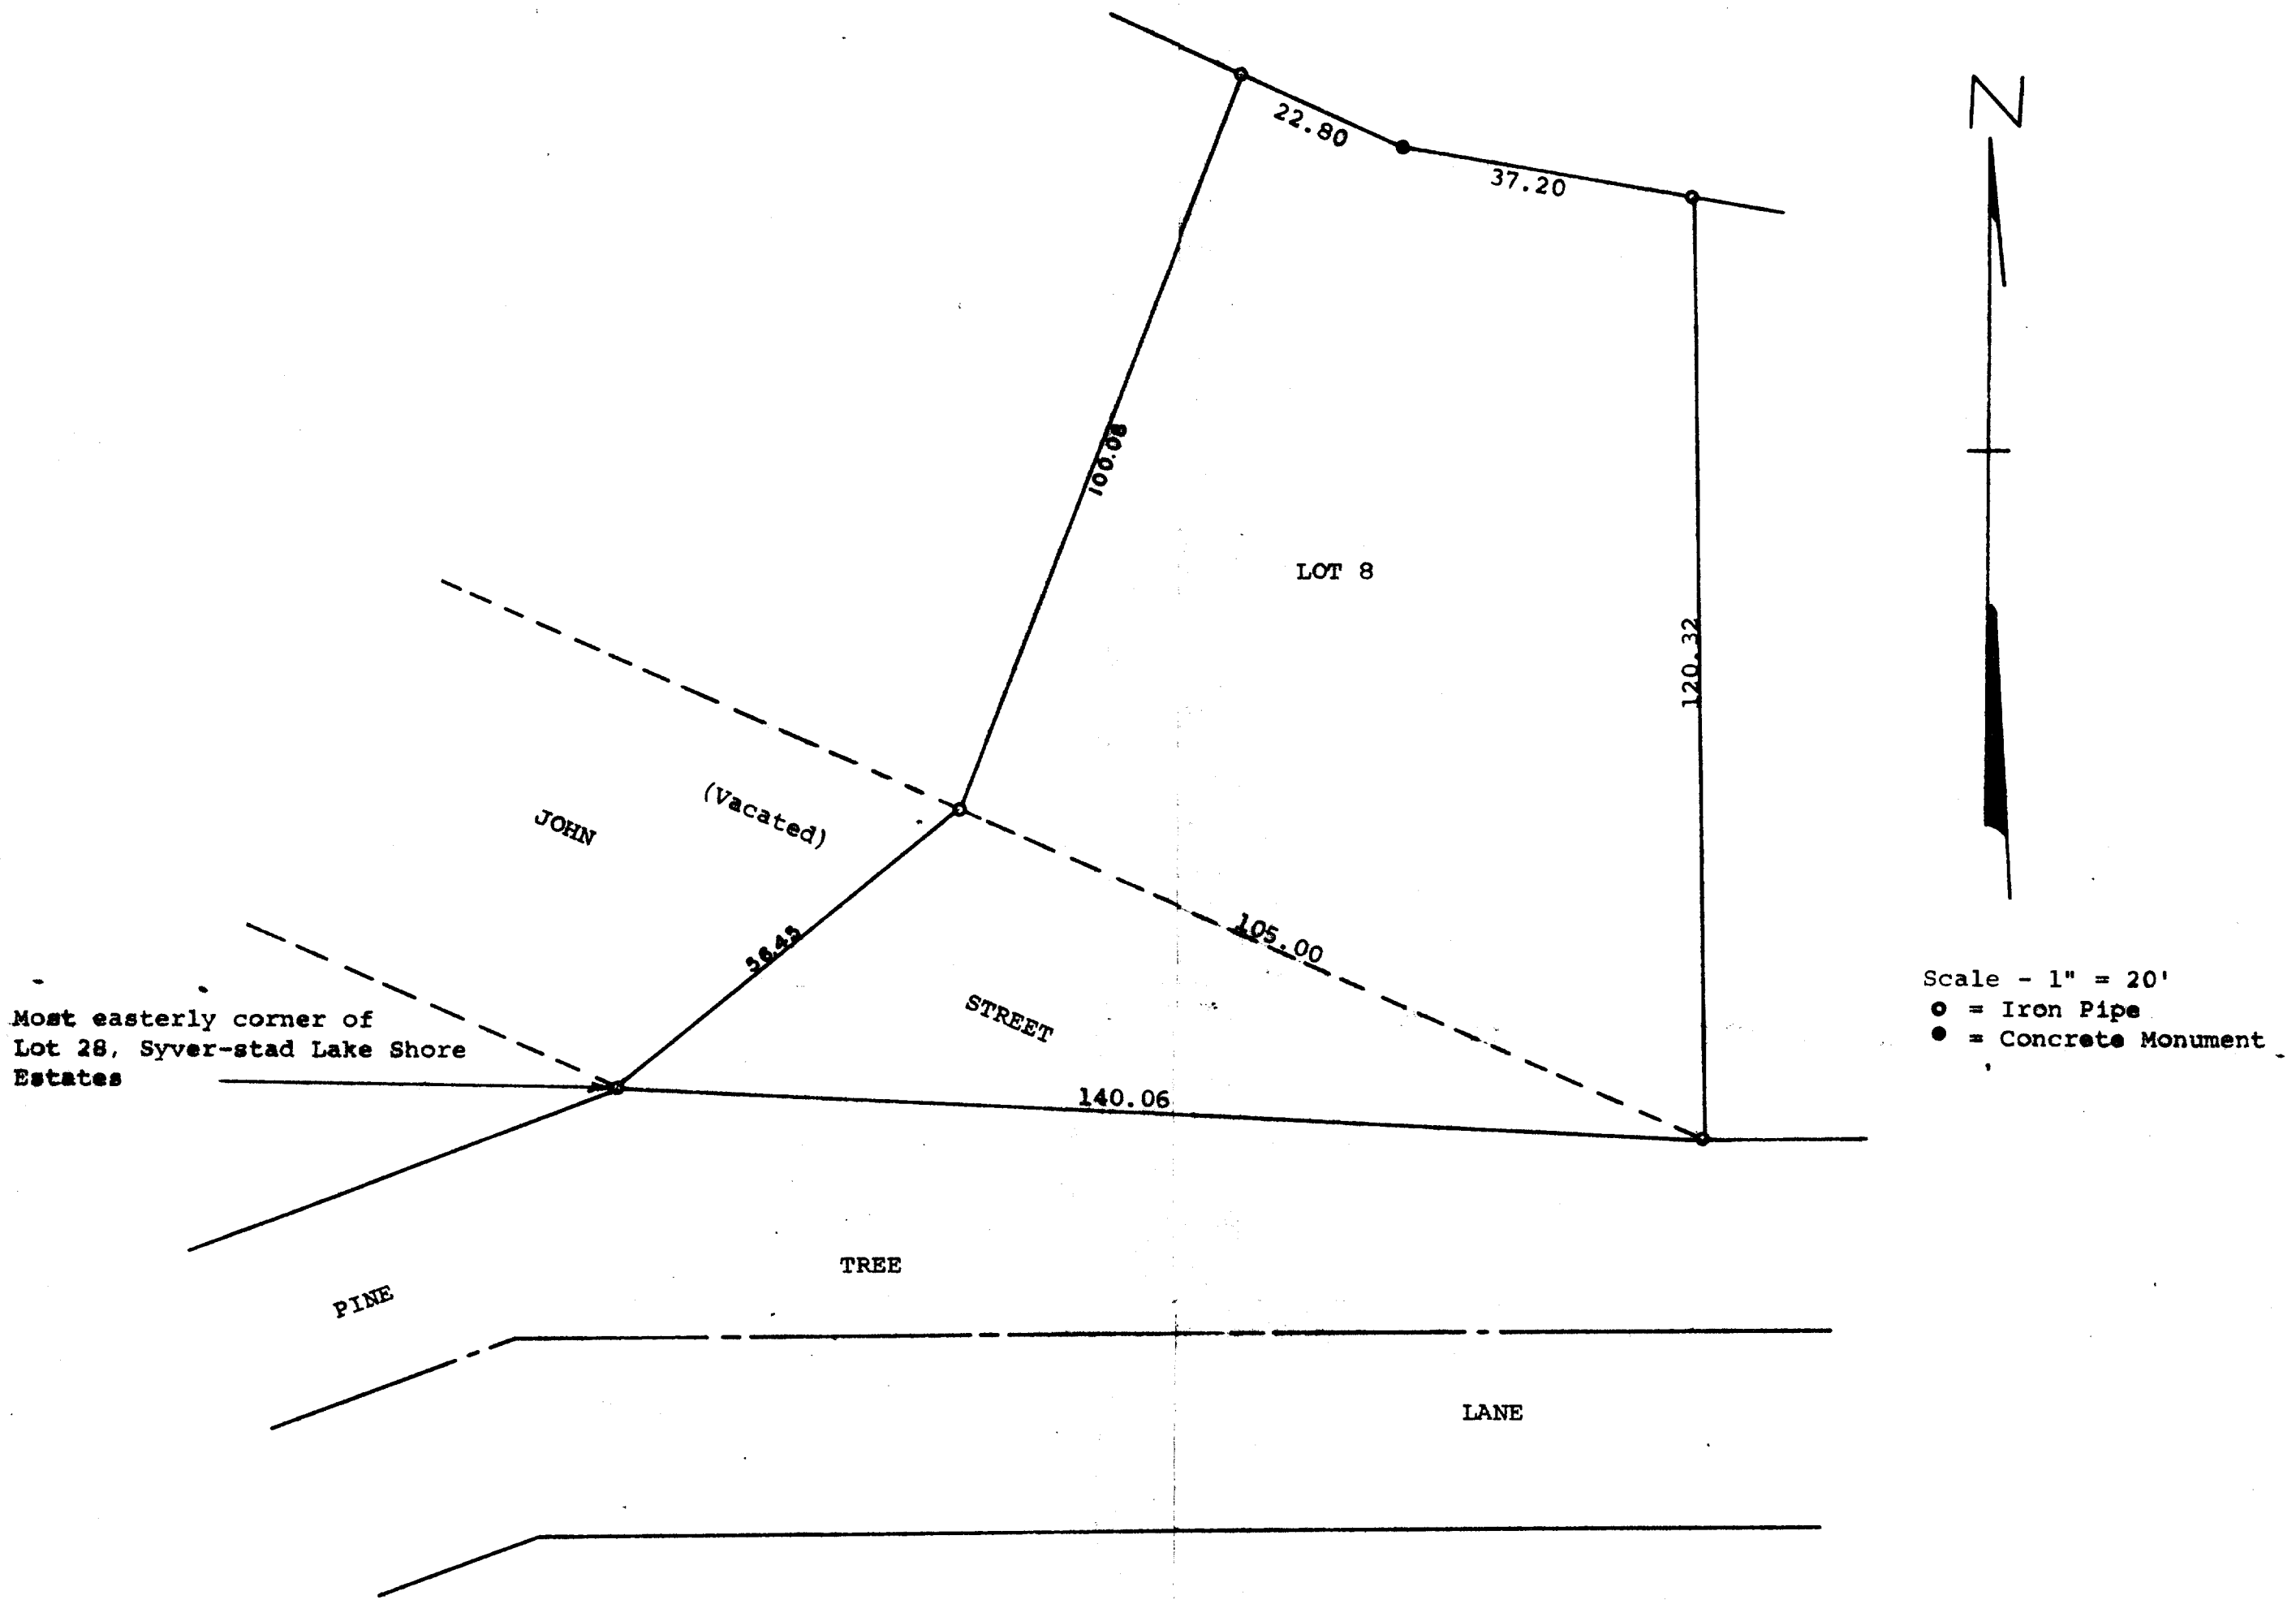 N
22.80
37.20
100.08
LOT 8
120.32
(Vacated)
JOHN
105.00
56.45
STREET
Scale - 1" = 20'
= Iron Pipe
= Concrete Monument
Most easterly corner of
Lot 28, Syver-stad Lake Shore
Estates
140.06
TREE
PINE
LANE